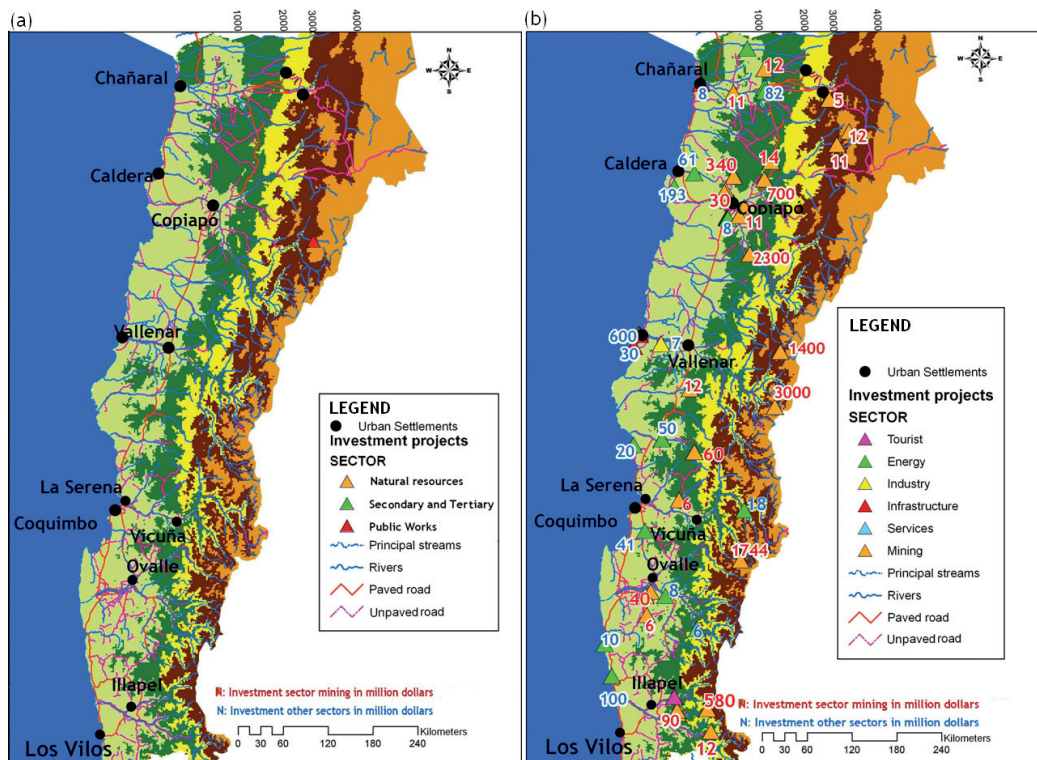 (a)
1000
2000
3000
4000
N
W E
S
Chañaral
Caldera
Copiapó
Vallenar
La Serena
Coquimbo
Vicuña
Ovalle
Illapel
Los Vilos
LEGEND
Urban Settlements
Investment projects
SECTOR
Natural resources
Secondary and Tertiary
Public Works
Principal streams
Rivers
Paved road
Unpaved road
N: Investment sector mining in million dollars
N: Investment other sectors in million dollars
Kilometers
0 15 30 45 60 120 180 240
(b)
1000
2000
3000
4000
N
W E
S
12
Chañaral
8
11
82
5
12
11
Caldera
61
340
14
193
30
700
Copiapó
8
11
2300
600
30
7
Vallenar
1400
12
3000
50
20
60
La Serena
6
18
Coquimbo
Vicuña
41
1744
Ovalle
8
40
6
6
10
100
Illapel
580
90
12
Los Vilos
LEGEND
Urban Settlements
Investment projects
SECTOR
Tourist
Energy
Industry
Infrastructure
Services
Mining
Principal streams
Rivers
Paved road
Unpaved road
N: Investment sector mining in million dollars
N: Investment other sectors in million dollars
Kilometers
0 15 30 45 60 120 180 240